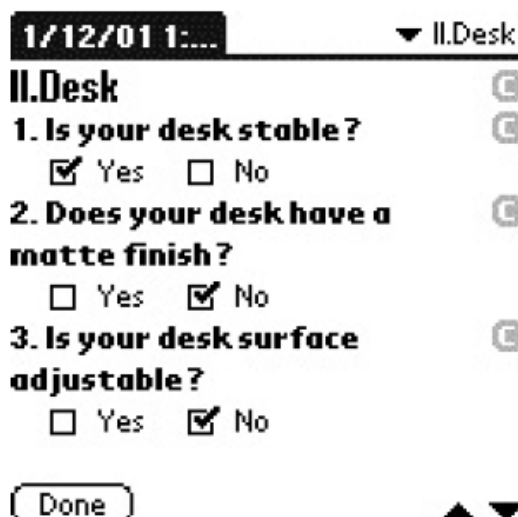 1/12/01 1:...
II.Desk
II.Desk
1. Is your desk stable?
Yes No
2. Does your desk have a
matte finish?
Yes No
3. Is your desk surface
adjustable?
Yes No
Done